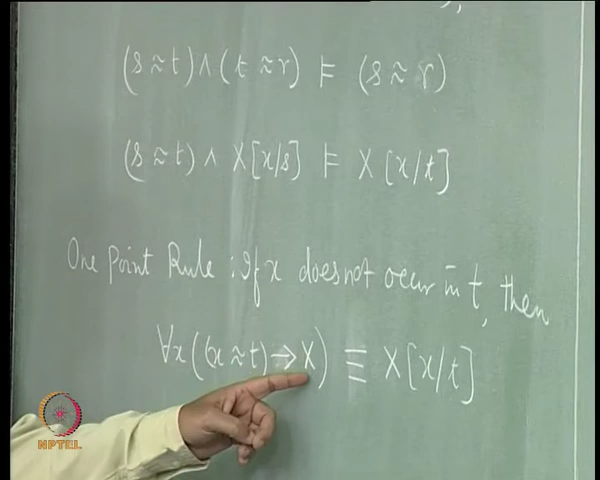 (s ≈ t) ∧ (t ≈ r) ⊨ (s ≈ r)
(s ≈ t) ∧ X[x/s] ⊨ X[x/t]
One Point Rule : If x does not occur in t, then
∀x((x ≈ t) → X) ≡ X[x/t]
NPTEL